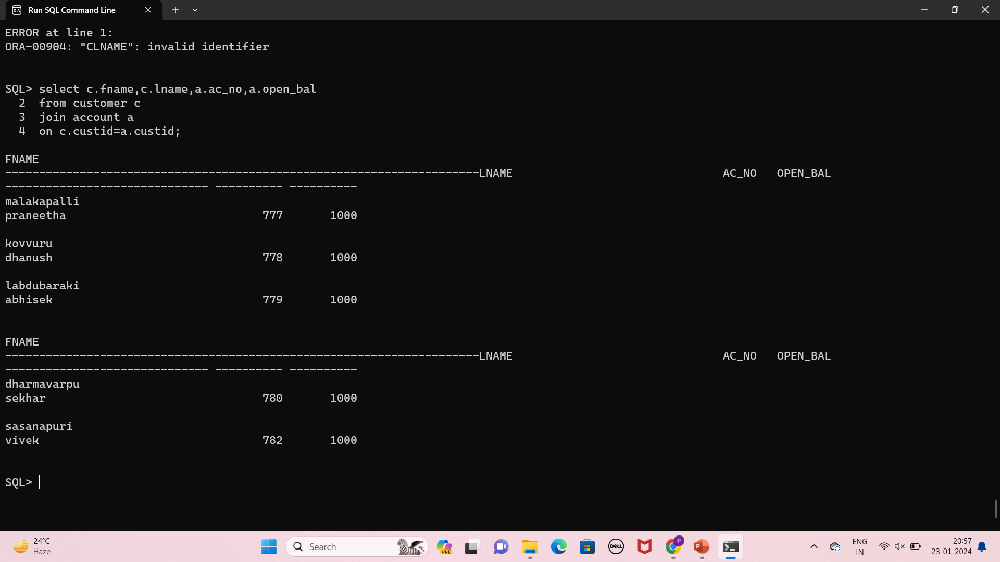 Run SQL Command Line
ERROR at line 1:
ORA-00904: "CLNAME": invalid identifier
SQL> select c.fname,c.lname,a.ac_no,a.open_bal
2 from customer c
3 join account a
4 on c.custid=a.custid;
FNAME
----------------------------------------------------------------------LNAME AC_NO OPEN_BAL
------------------------------ ---------- ----------
malakapalli
praneetha 777 1000
kovvuru
dhanush 778 1000
labdubaraki
abhisek 779 1000
FNAME
----------------------------------------------------------------------LNAME AC_NO OPEN_BAL
------------------------------ ---------- ----------
dharmavarpu
sekhar 780 1000
sasanapuri
vivek 782 1000
SQL>
24°C
Haze
Search
PRE
DELL
P
P
ENG
IN
20:57
23-01-2024